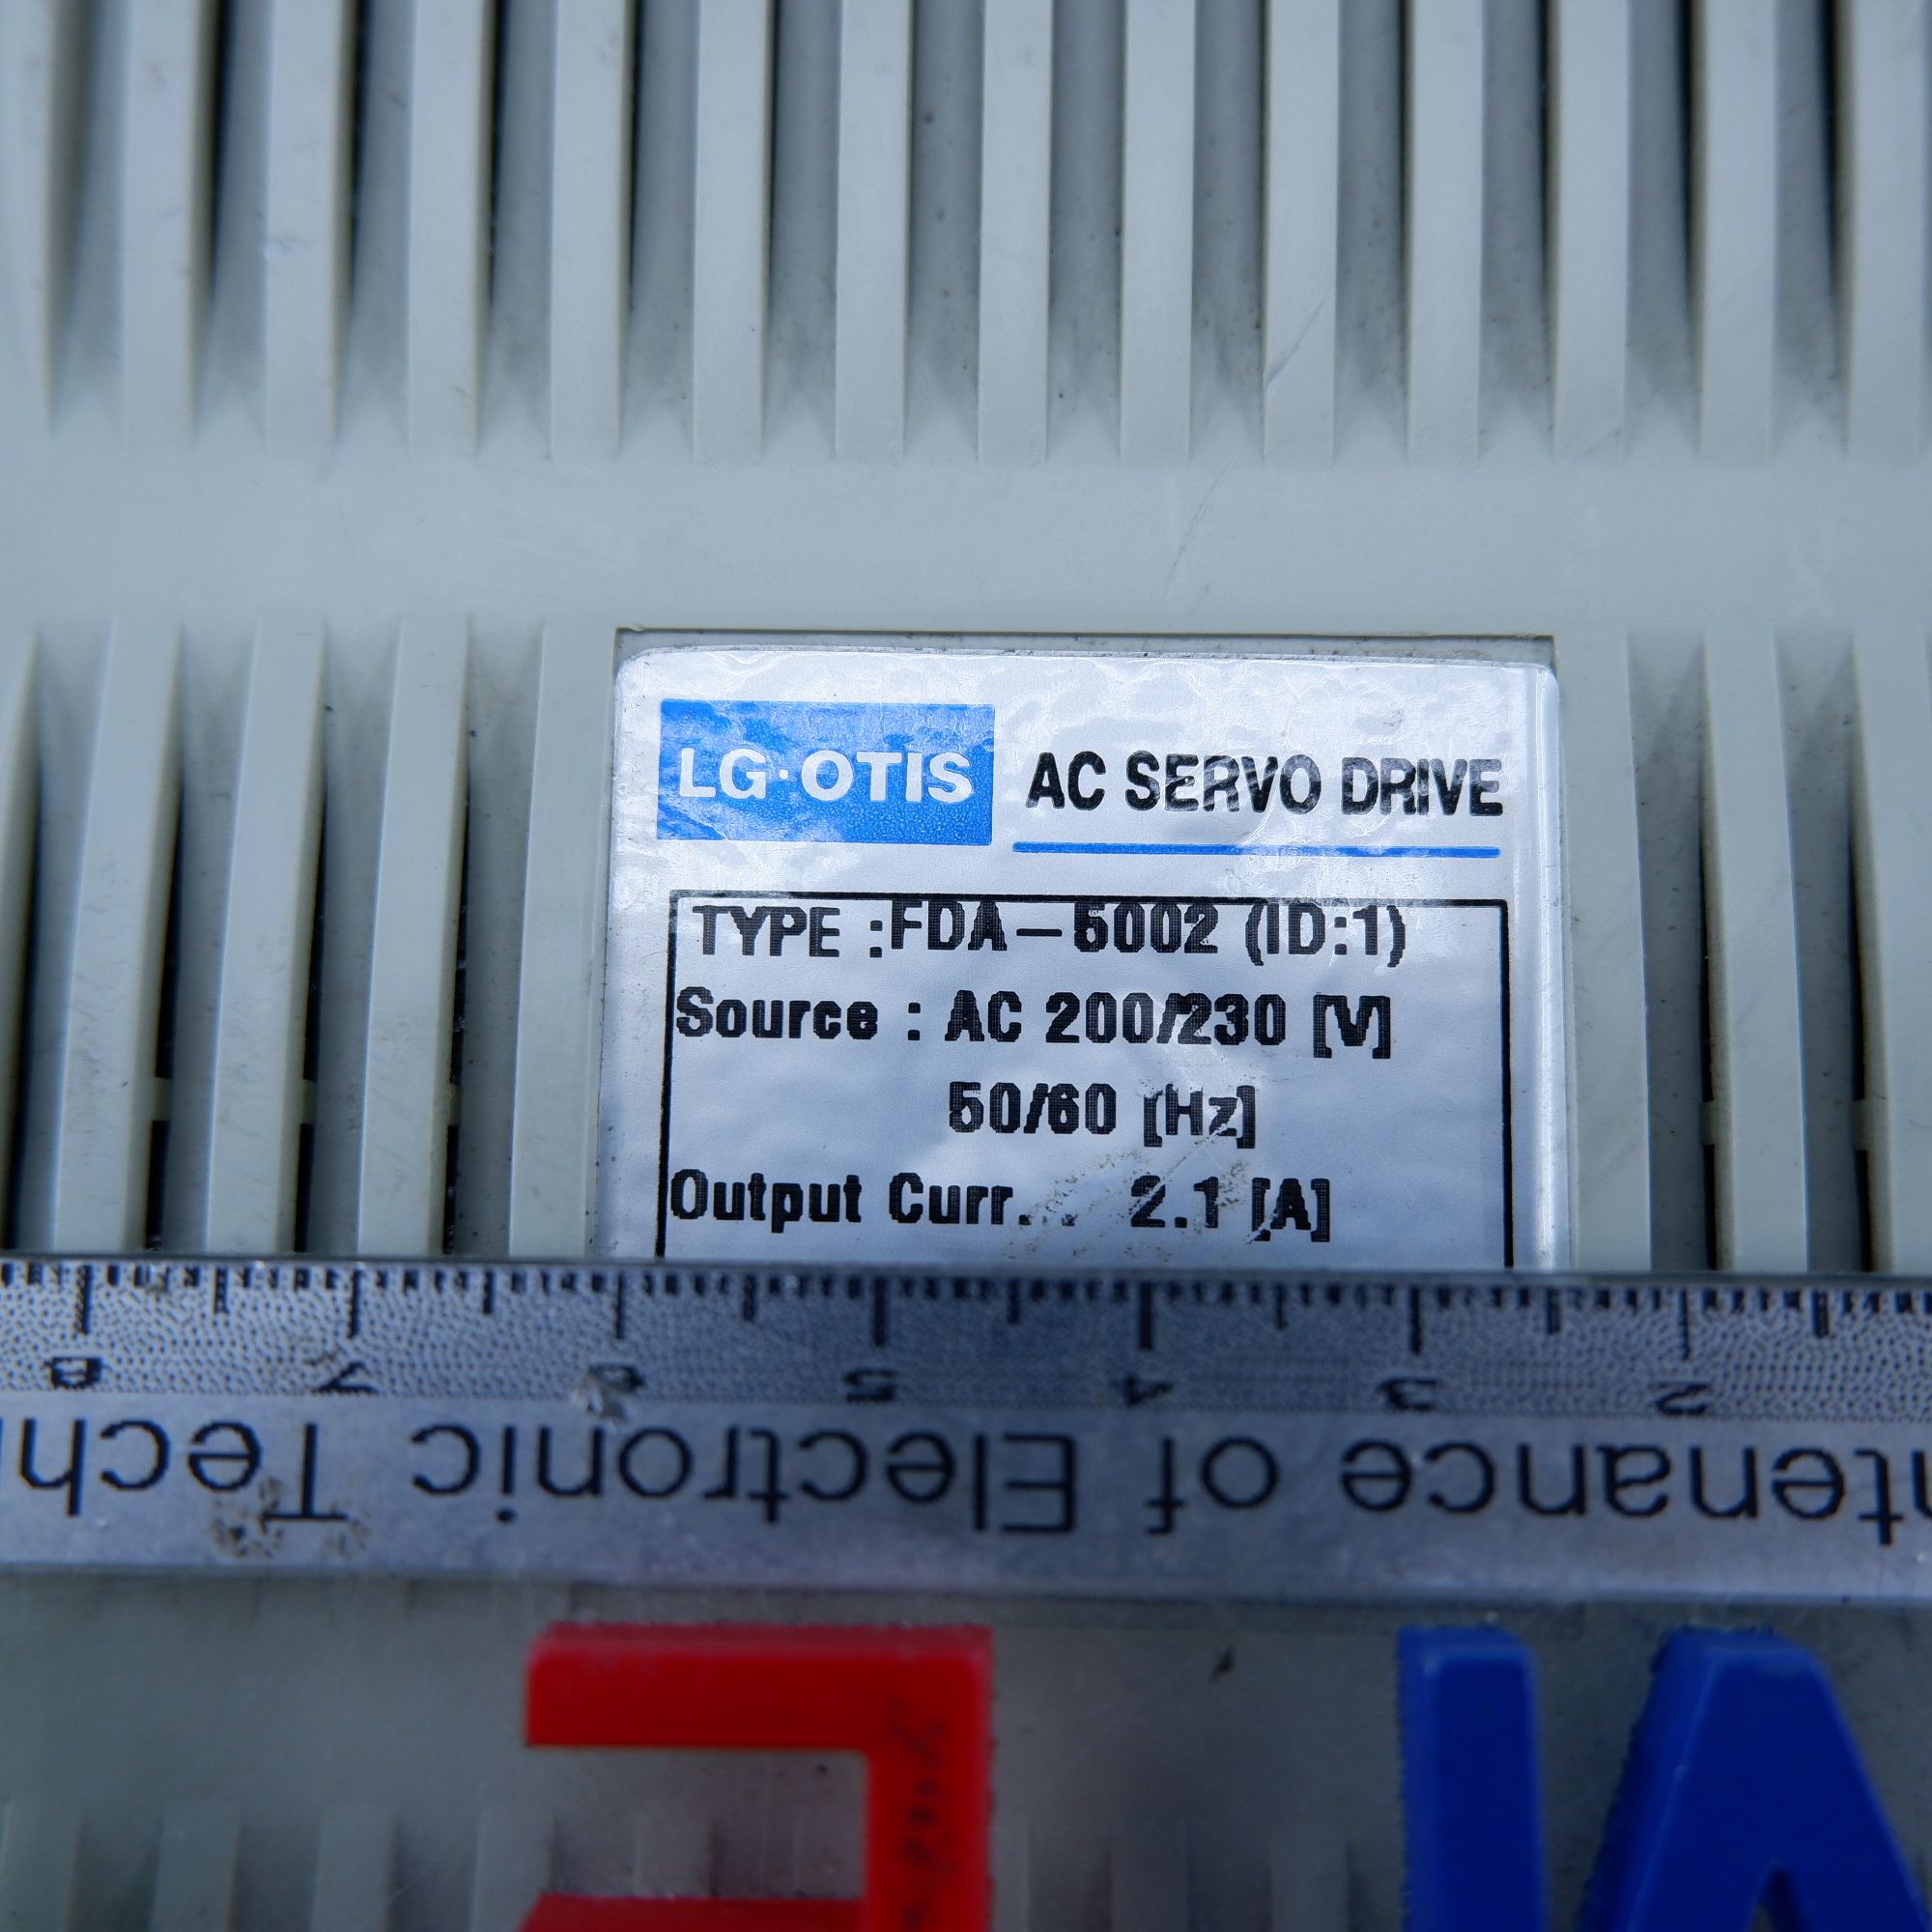 LG·OTIS AC SERVO DRIVE
TYPE :FDA-5002 (ID:1)
Source : AC 200/230 [V]
50/60 [Hz]
Output Curr. . 2.1 [A]
8 7 6 5 4 3 2
tenance of Electronic Tech